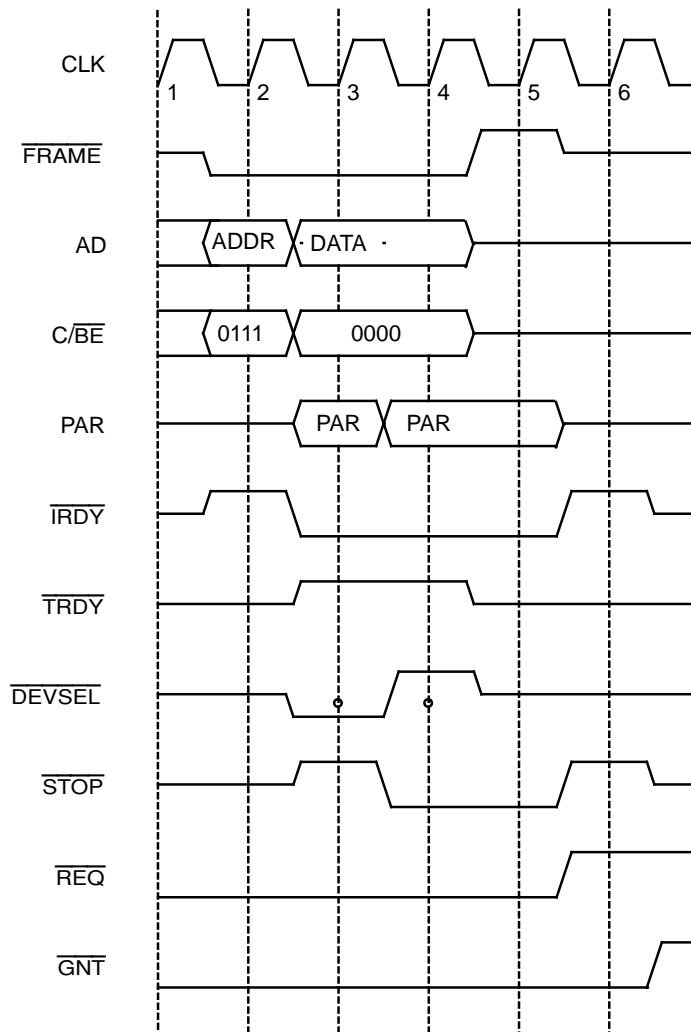 CLK
1 2 3 4 5 6
FRAME
AD ADDR DATA
C/BE 0111 0000
PAR PAR PAR
IRDY
TRDY
DEVSEL
STOP
REQ
GNT